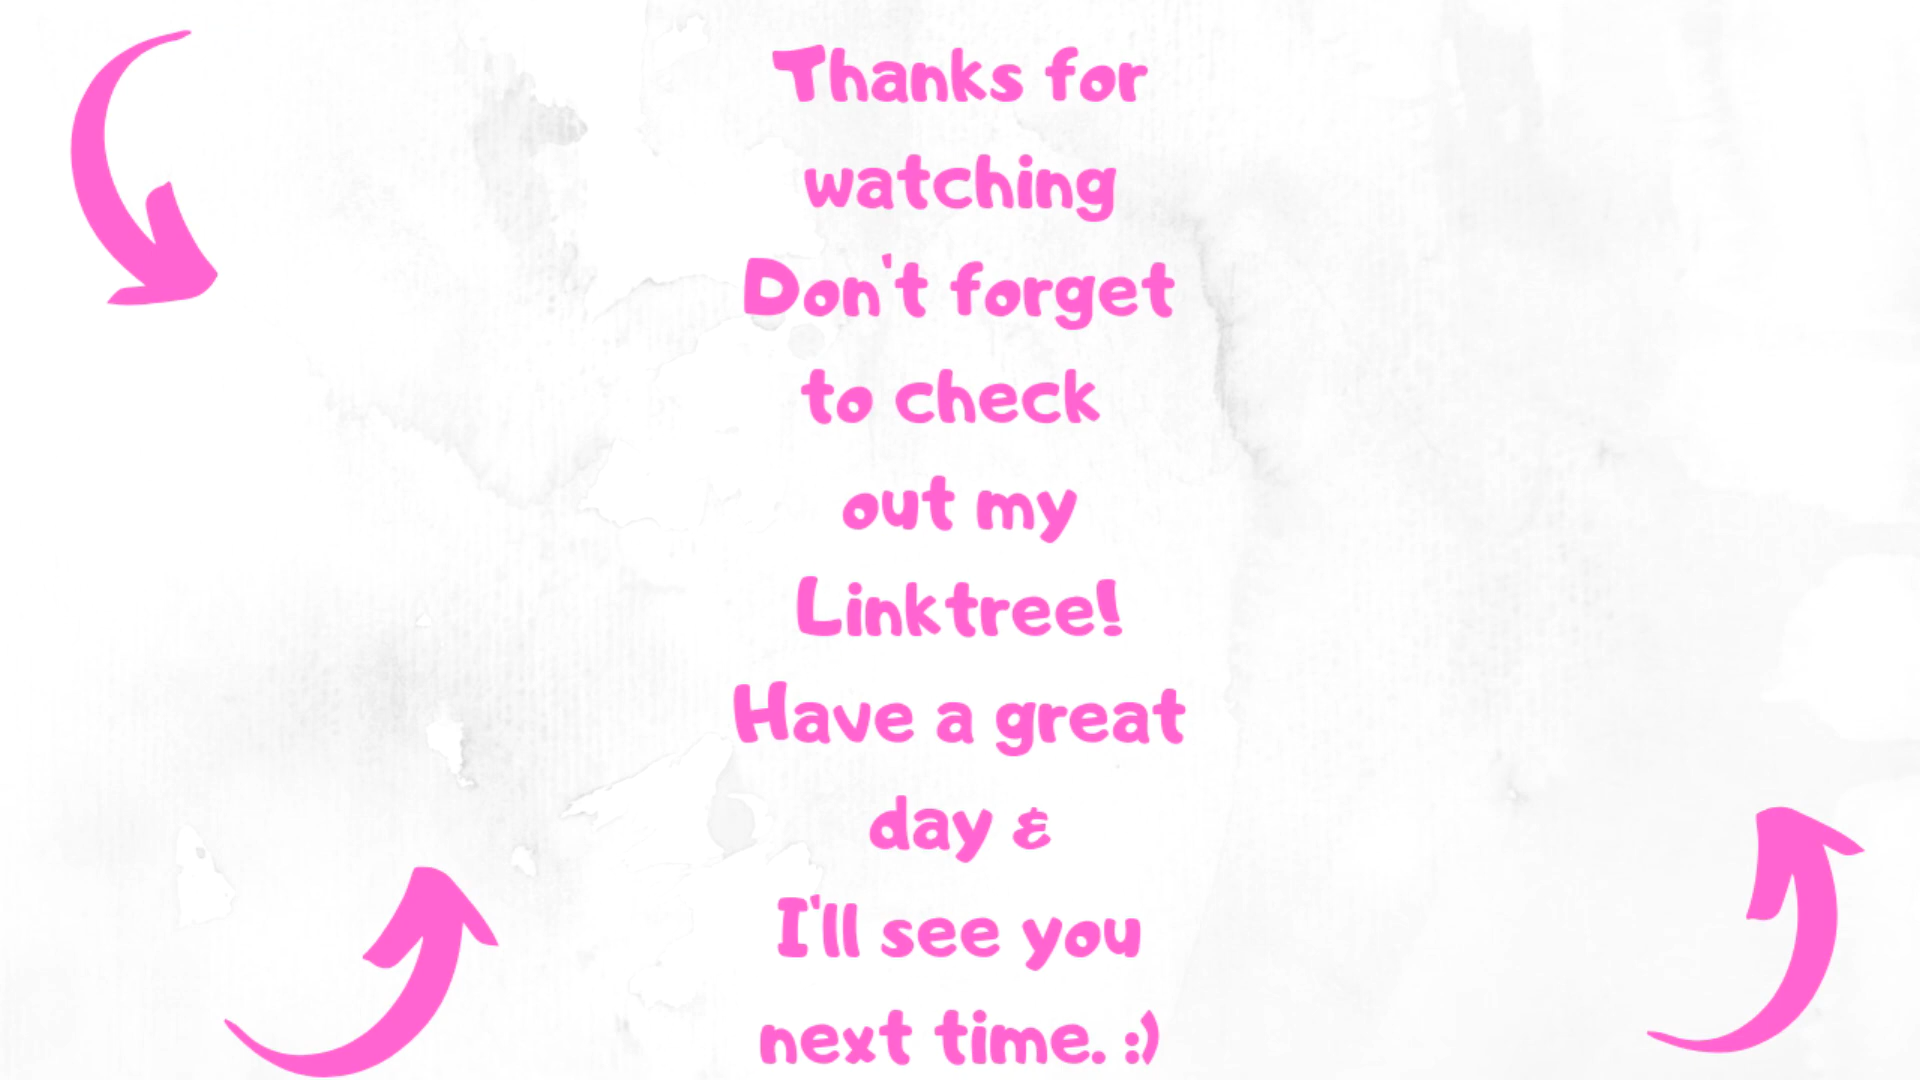 Thanks for
watching
Don't forget
to check
out my
Linktree!
Have a great
day &
I'll see you
next time. :)